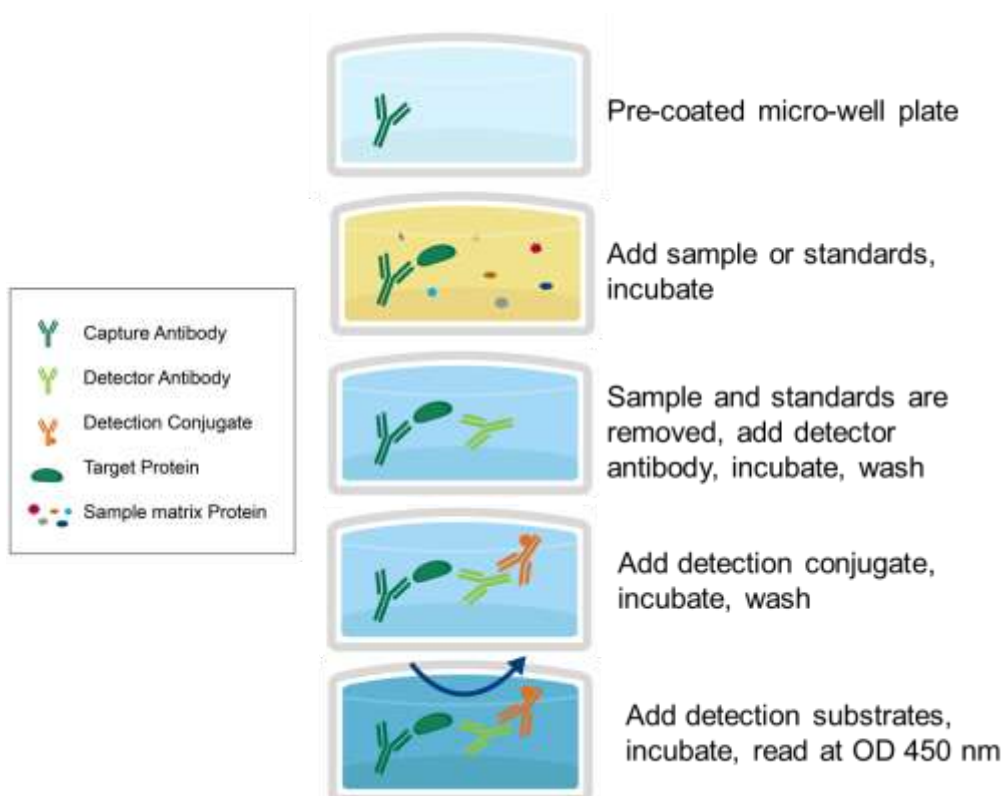 Pre-coated micro-well plate
Add sample or standards,
incubate
Capture Antibody
Detector Antibody
Detection Conjugate
Target Protein
Sample matrix Protein
Sample and standards are
removed, add detector
antibody, incubate, wash
Add detection conjugate,
incubate, wash
Add detection substrates,
incubate, read at OD 450 nm